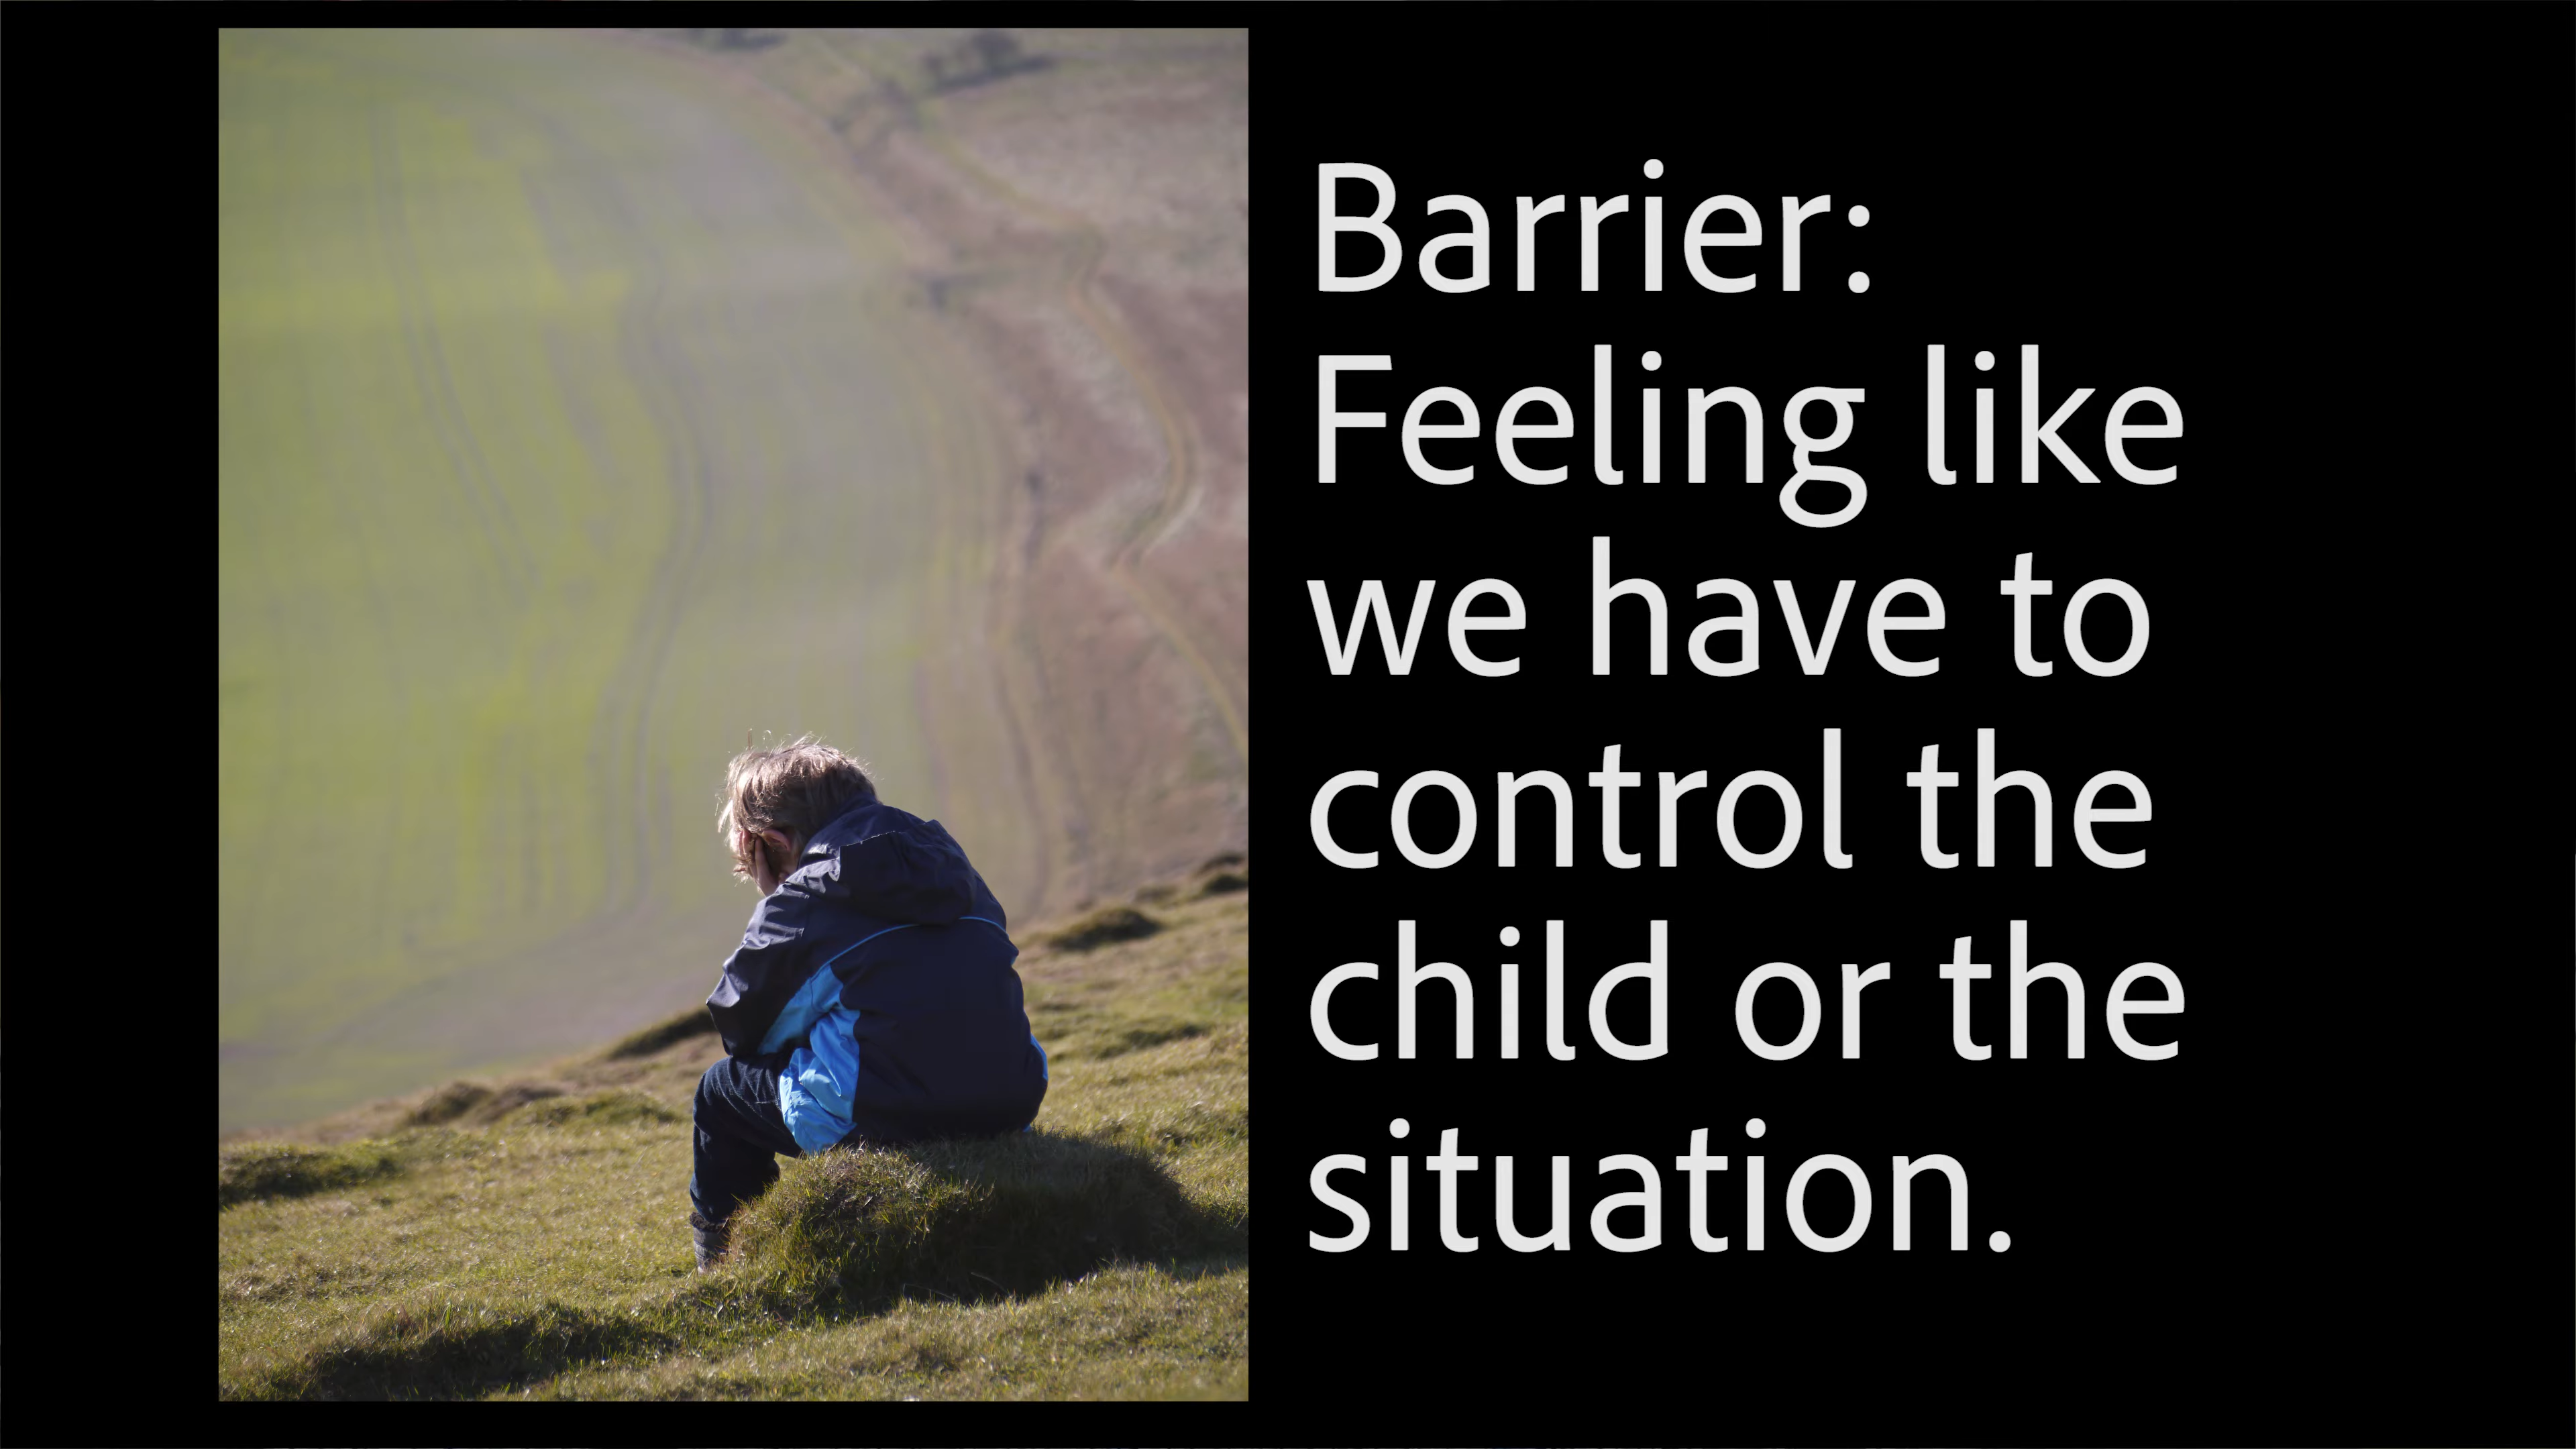 Barrier:
Feeling like
we have to
control the
child or the
situation.